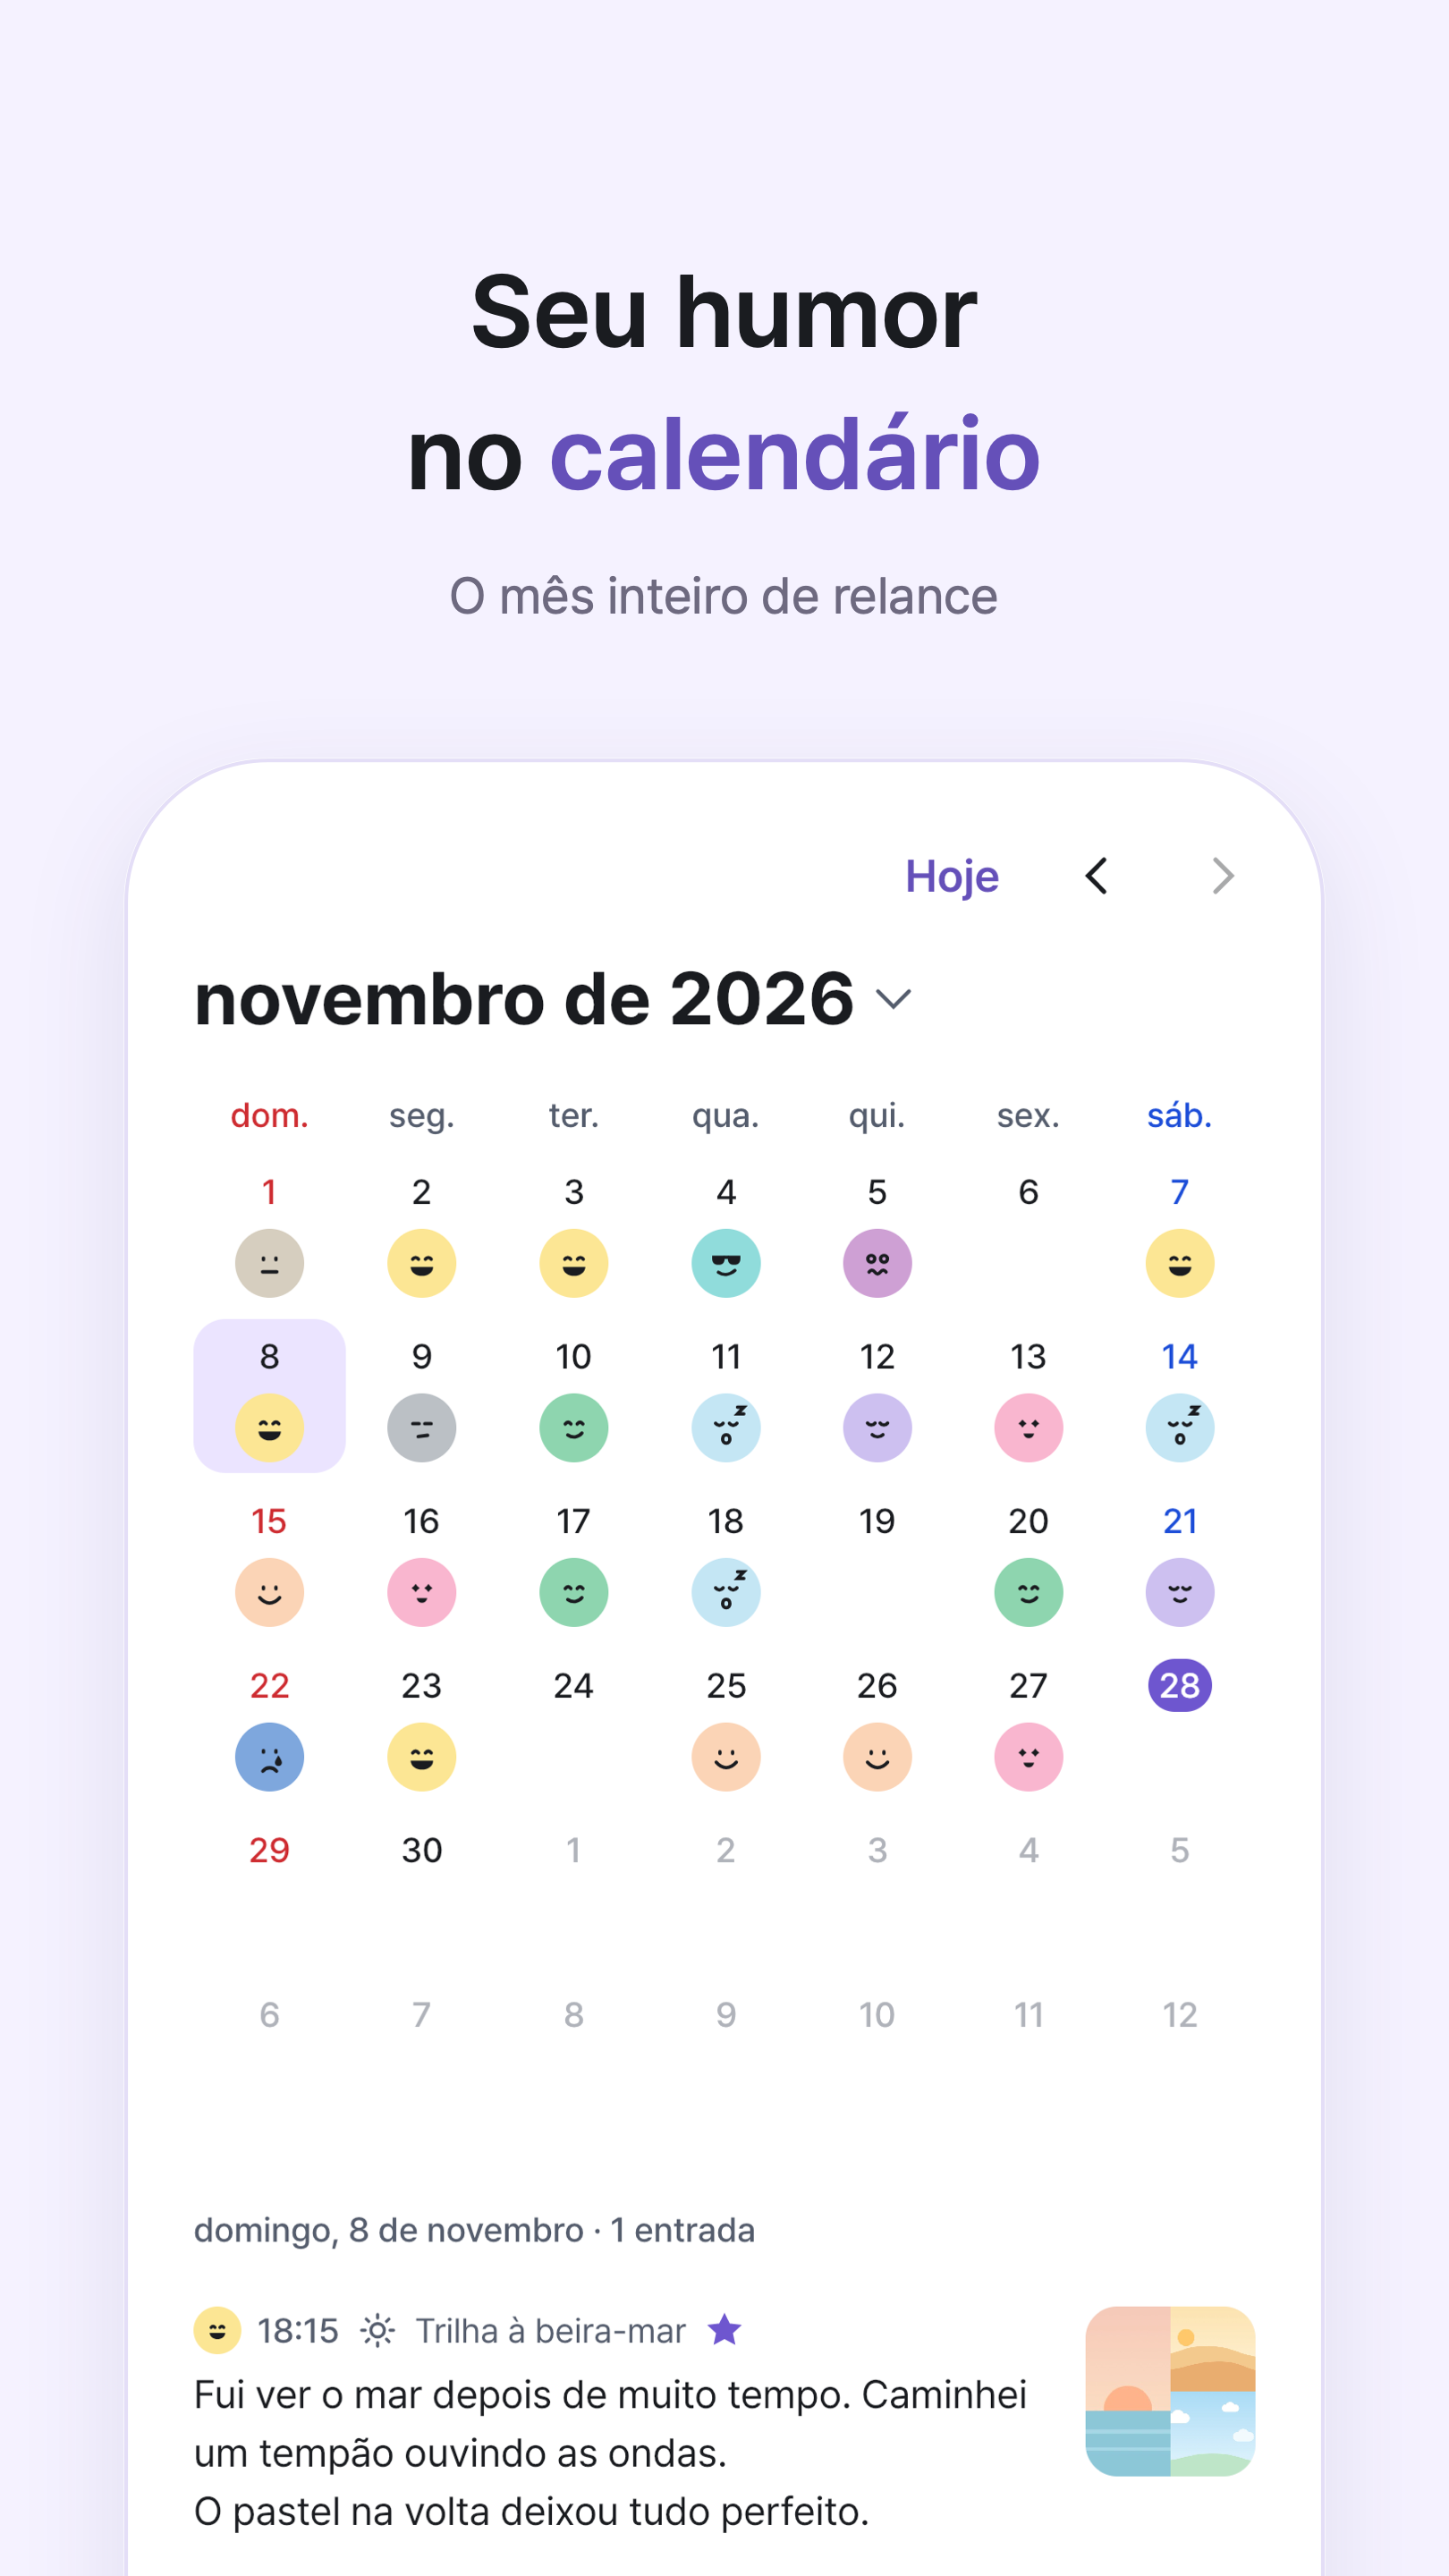 Seu humor
no calendário
O mês inteiro de relance
Hoje
novembro de 2026
dom. seg. ter. qua. qui. sex. sáb.
1 2 3 4 5 6 7
8 9 10 11 12 13 14
15 16 17 18 19 20 21
22 23 24 25 26 27 28
29 30 1 2 3 4 5
6 7 8 9 10 11 12
domingo, 8 de novembro · 1 entrada
18:15 Trilha à beira-mar
Fui ver o mar depois de muito tempo. Caminhei
um tempão ouvindo as ondas.
O pastel na volta deixou tudo perfeito.